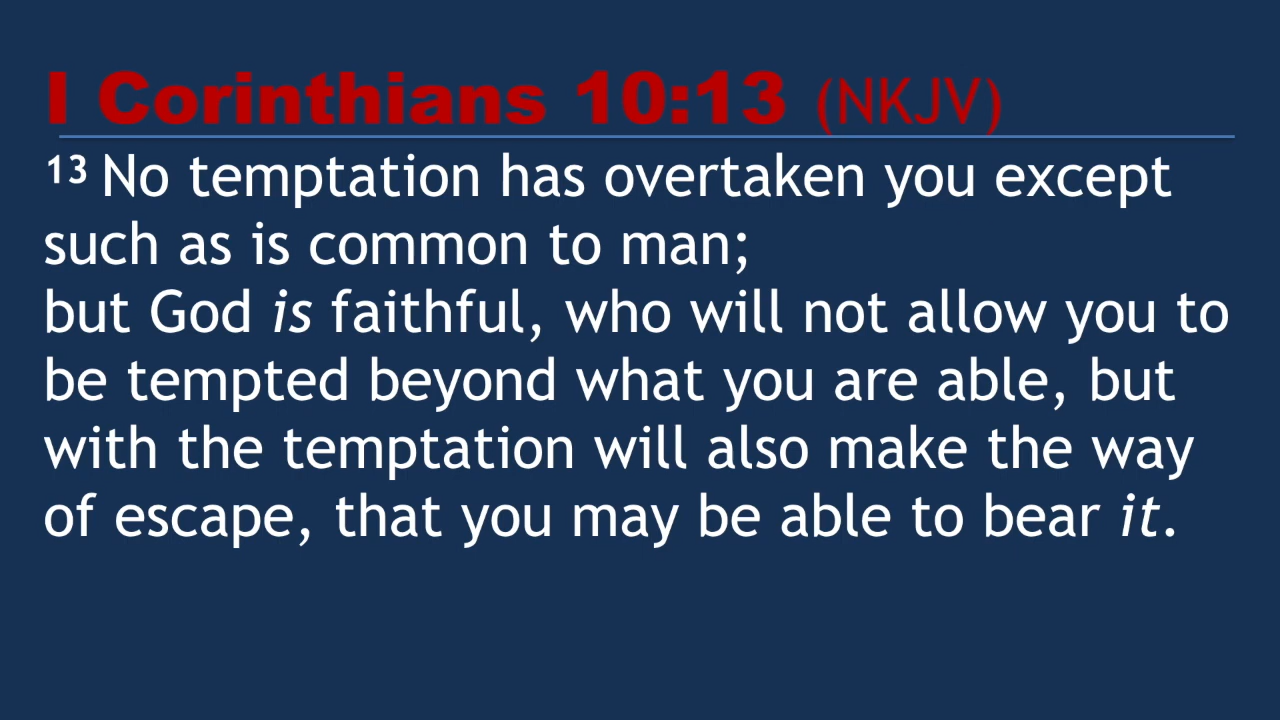 I Corinthians 10:13 (NKJV)
13 No temptation has overtaken you except
such as is common to man;
but God is faithful, who will not allow you to
be tempted beyond what you are able, but
with the temptation will also make the way
of escape, that you may be able to bear it.